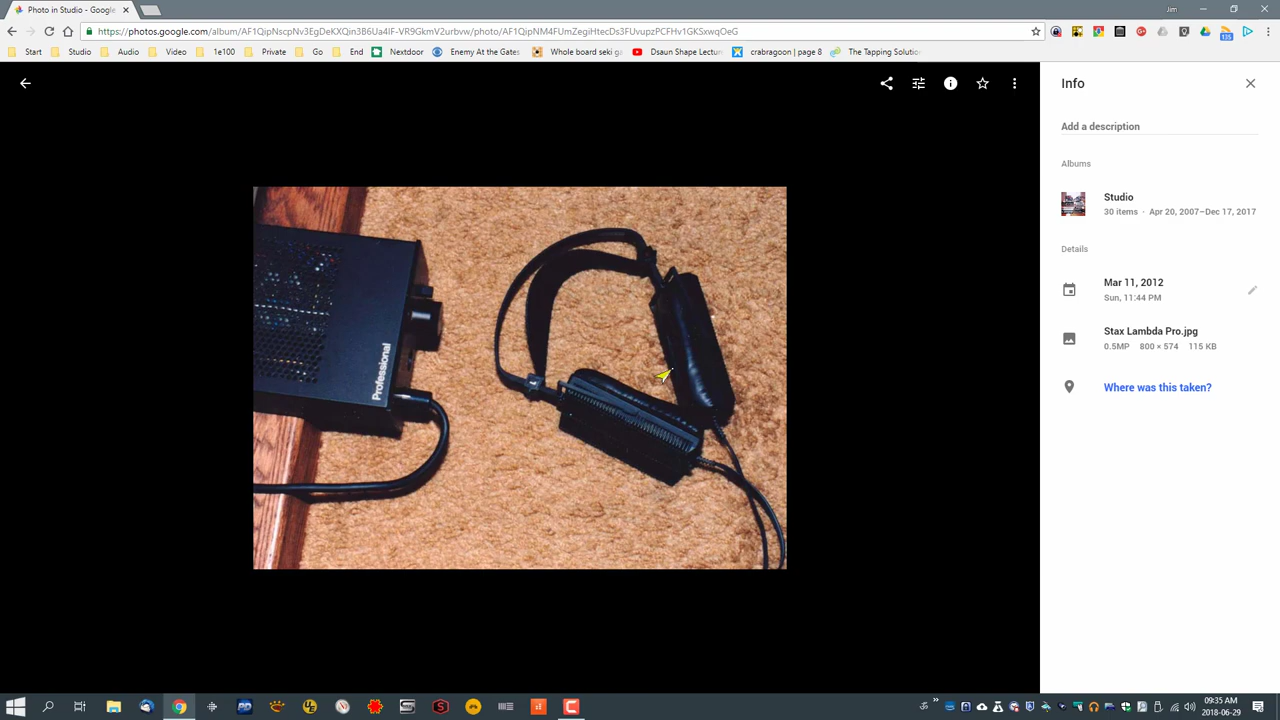 Photo in Studio - Google
https://photos.google.com/album/AF1QipNscpNv3EgDeKXQin3B6Ua4lFYR9GkmV2urbvw/photo/AF1QipNM4FUmZegiHtecDs3FUvupzPCFHv1GKSxwqOeG
Start Studio Audio Video 1e100 Private Go End Nextdoor Enemy At the Gates Whole board seki ga Dsaun Shape Lectur crabragoon | page 8 The Tapping Solution
135
Info
Add a description
Albums
Studio
30 items · Apr 20, 2007–Dec 17, 2017
Details
Mar 11, 2012
Sun, 11:44 PM
Stax Lambda Pro.jpg
0.5MP 800 × 574 115 KB
Where was this taken?
Professional
09:35 AM
2018-06-29